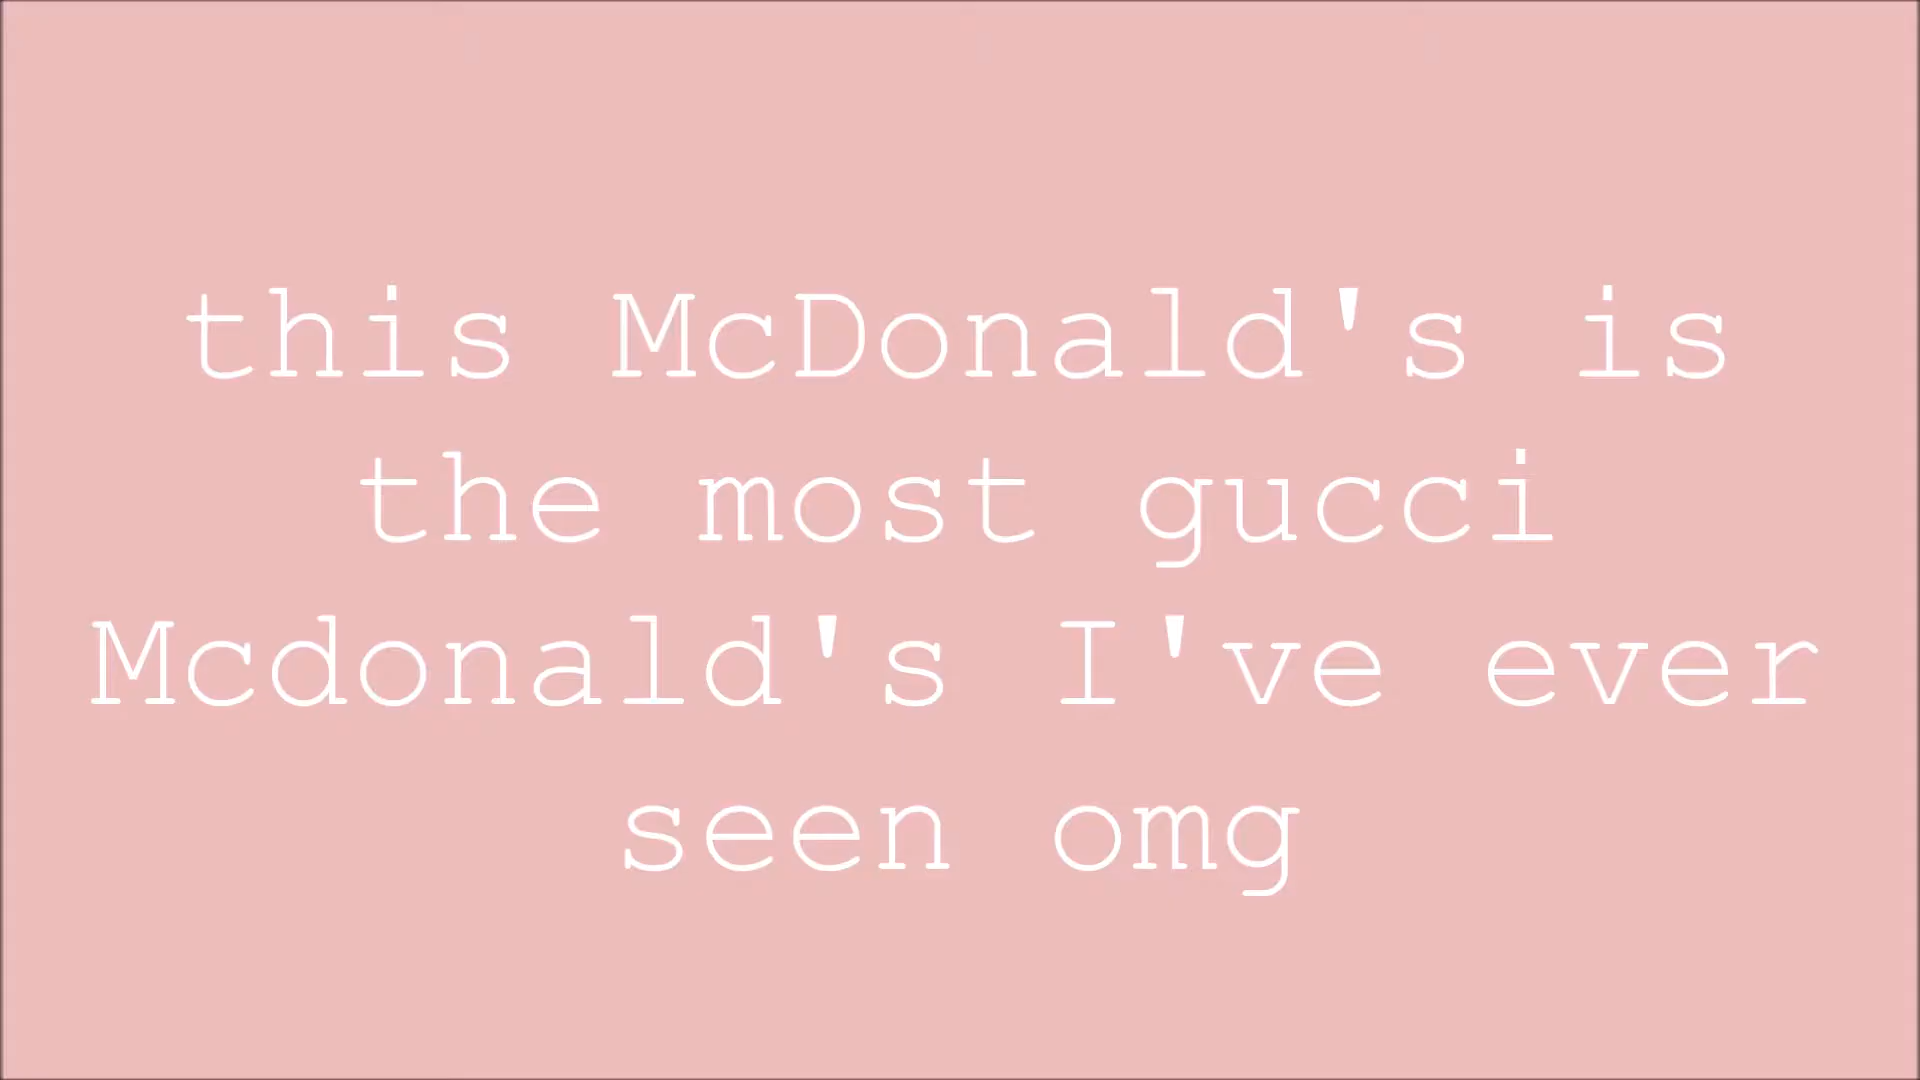 this McDonald's is
the most gucci
Mcdonald's I've ever
seen omg